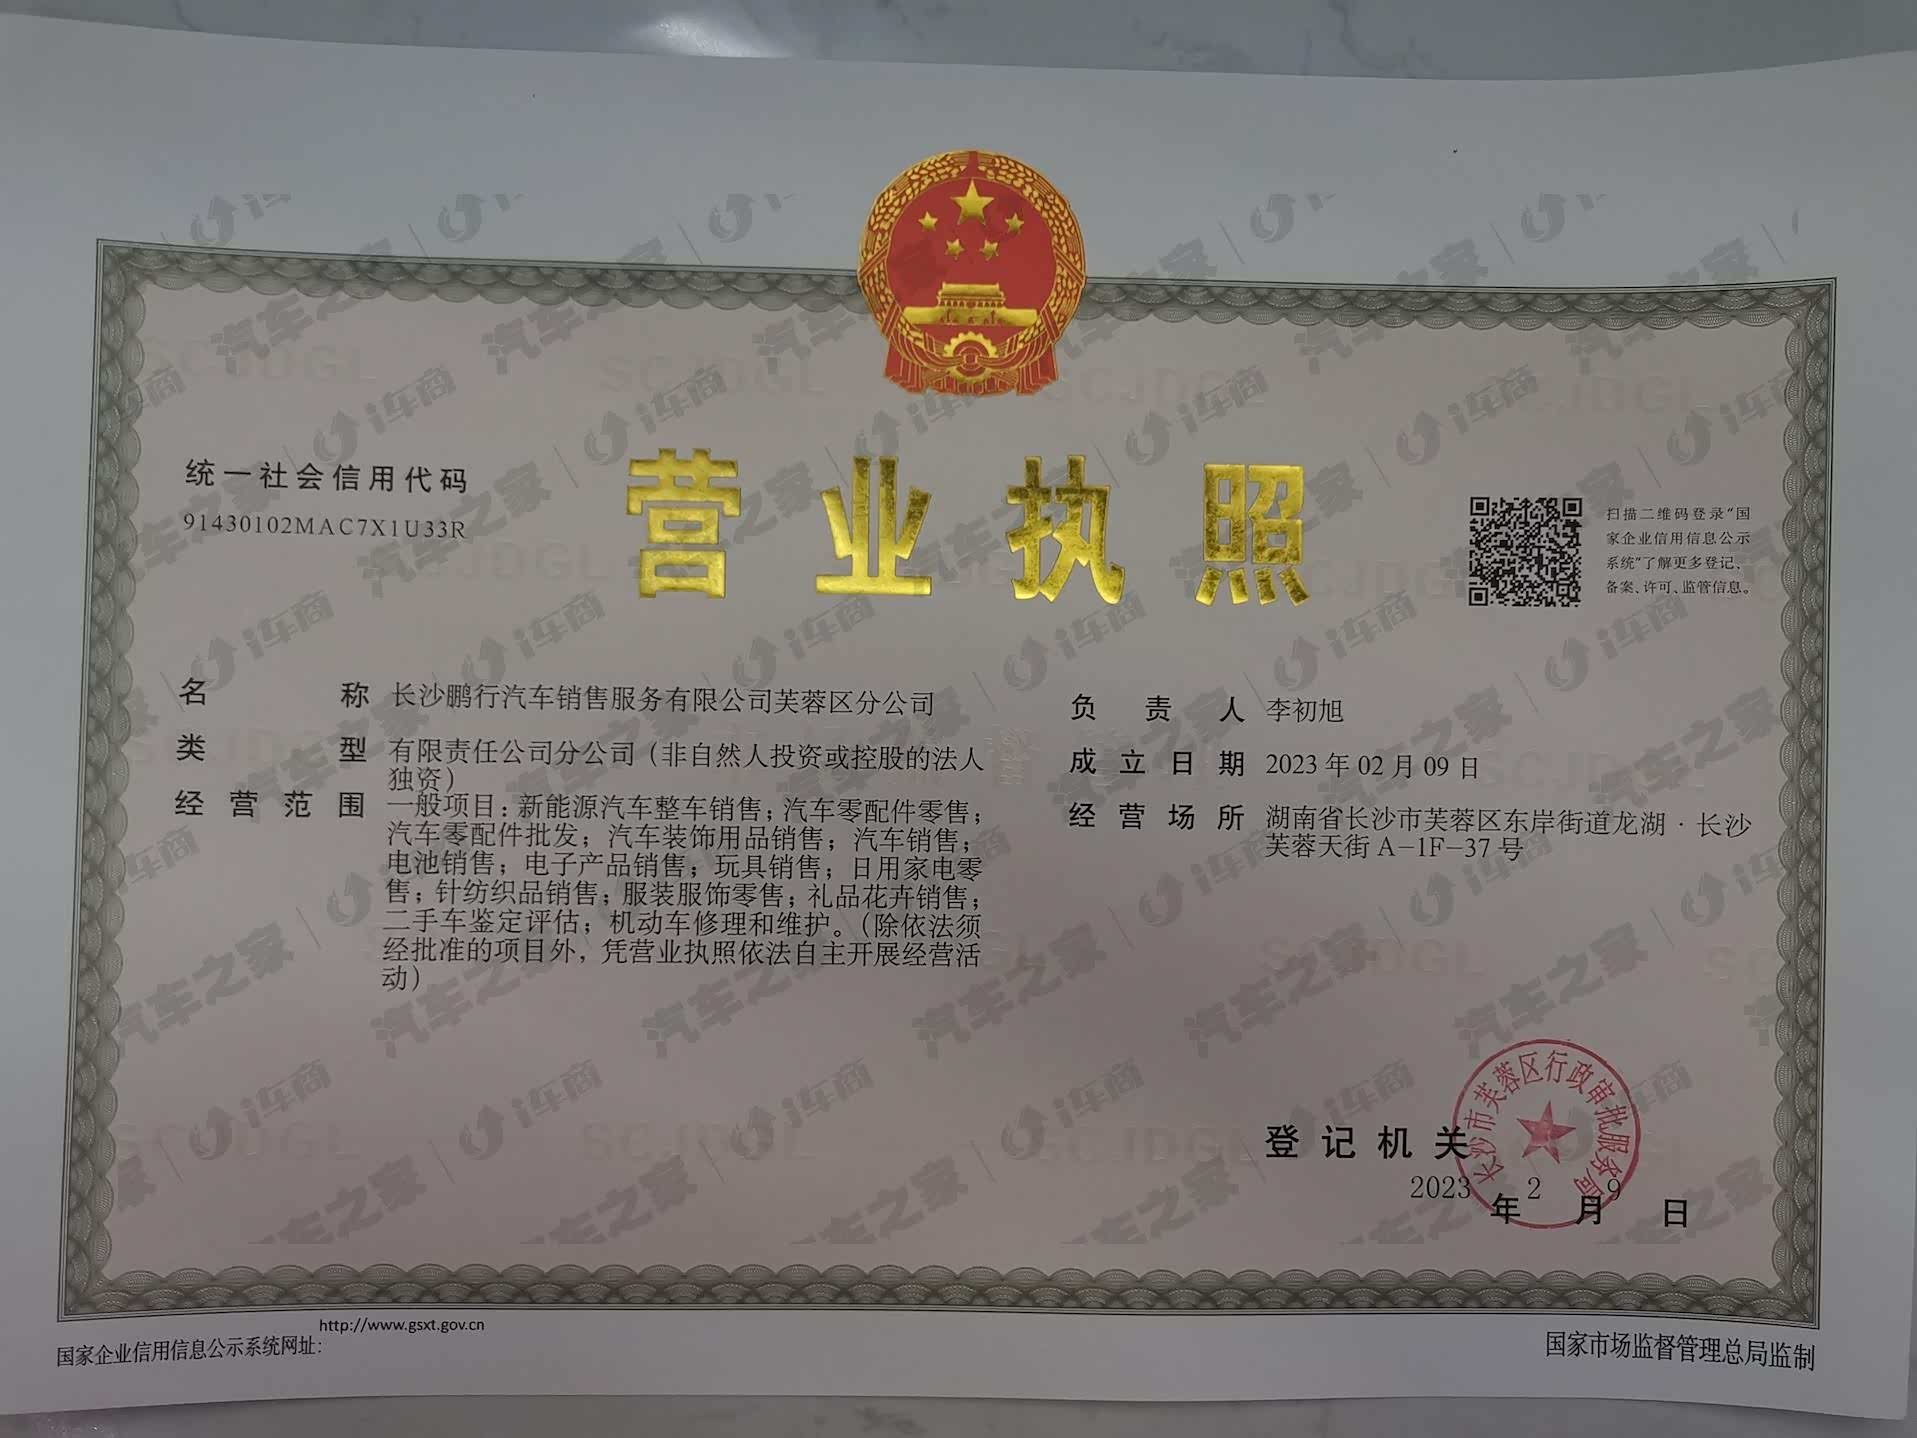 营业执照
统一社会信用代码
91430102MAC7X1U33R
扫描二维码登录“国
家企业信用信息公示
系统”了解更多登记、
备案、许可、监管信息。
名称 长沙鹏行汽车销售服务有限公司芙蓉区分公司
类型 有限责任公司分公司（非自然人投资或控股的法人
独资）
经营范围 一般项目：新能源汽车整车销售；汽车零配件零售；
汽车零配件批发；汽车装饰用品销售；汽车销售；
电池销售；电子产品销售；玩具销售；日用家电零
售；针纺织品销售；服装服饰零售；礼品花卉销售；
二手车鉴定评估；机动车修理和维护。（除依法须
经批准的项目外，凭营业执照依法自主开展经营活
动）
负责人 李初旭
成立日期 2023 年 02 月 09 日
经营场所 湖南省长沙市芙蓉区东岸街道龙湖·长沙
芙蓉天街 A-1F-37 号
登记机关
长沙市芙蓉区行政审批服务局
2023 年 2 月 9 日
国家企业信用信息公示系统网址：http://www.gsxt.gov.cn
国家市场监督管理总局监制
汽车之家 | i车商
SCJDGL